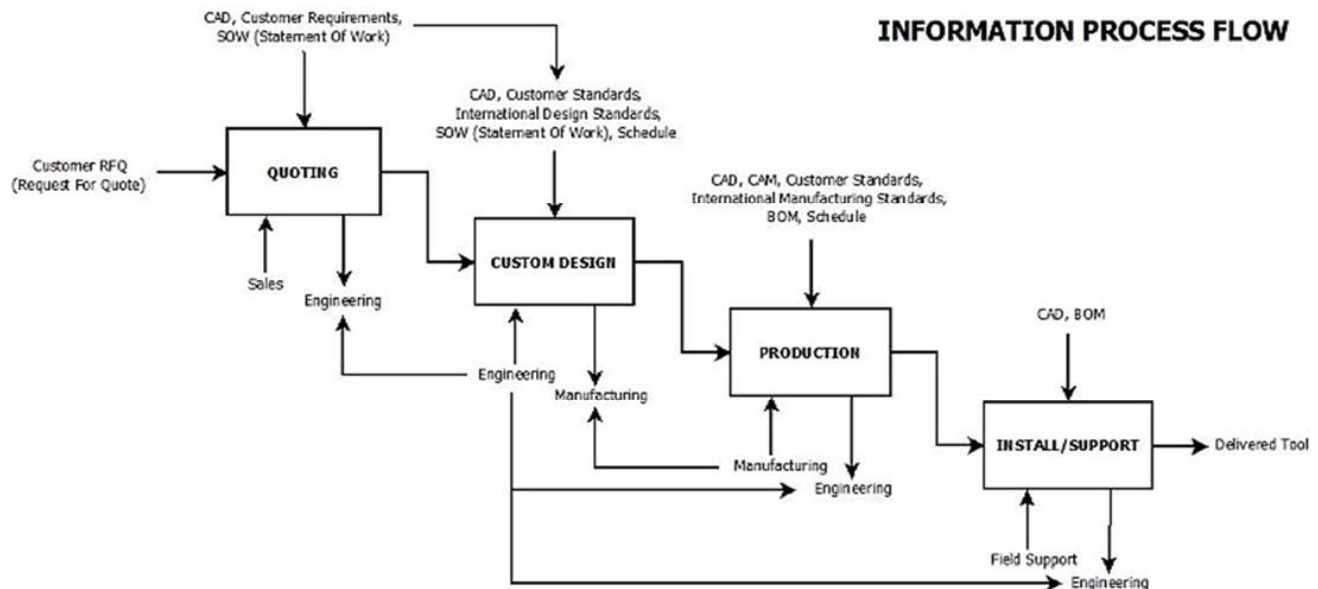 INFORMATION PROCESS FLOW
CAD, Customer Requirements,
SOW (Statement Of Work)
CAD, Customer Standards,
International Design Standards,
SOW (Statement Of Work), Schedule
Customer RFQ
(Request For Quote)
QUOTING
CAD, CAM, Customer Standards,
International Manufacturing Standards,
BOM, Schedule
Sales
Engineering
CUSTOM DESIGN
CAD, BOM
Engineering
Manufacturing
PRODUCTION
Manufacturing
Engineering
INSTALL/SUPPORT
Delivered Tool
Field Support
Engineering